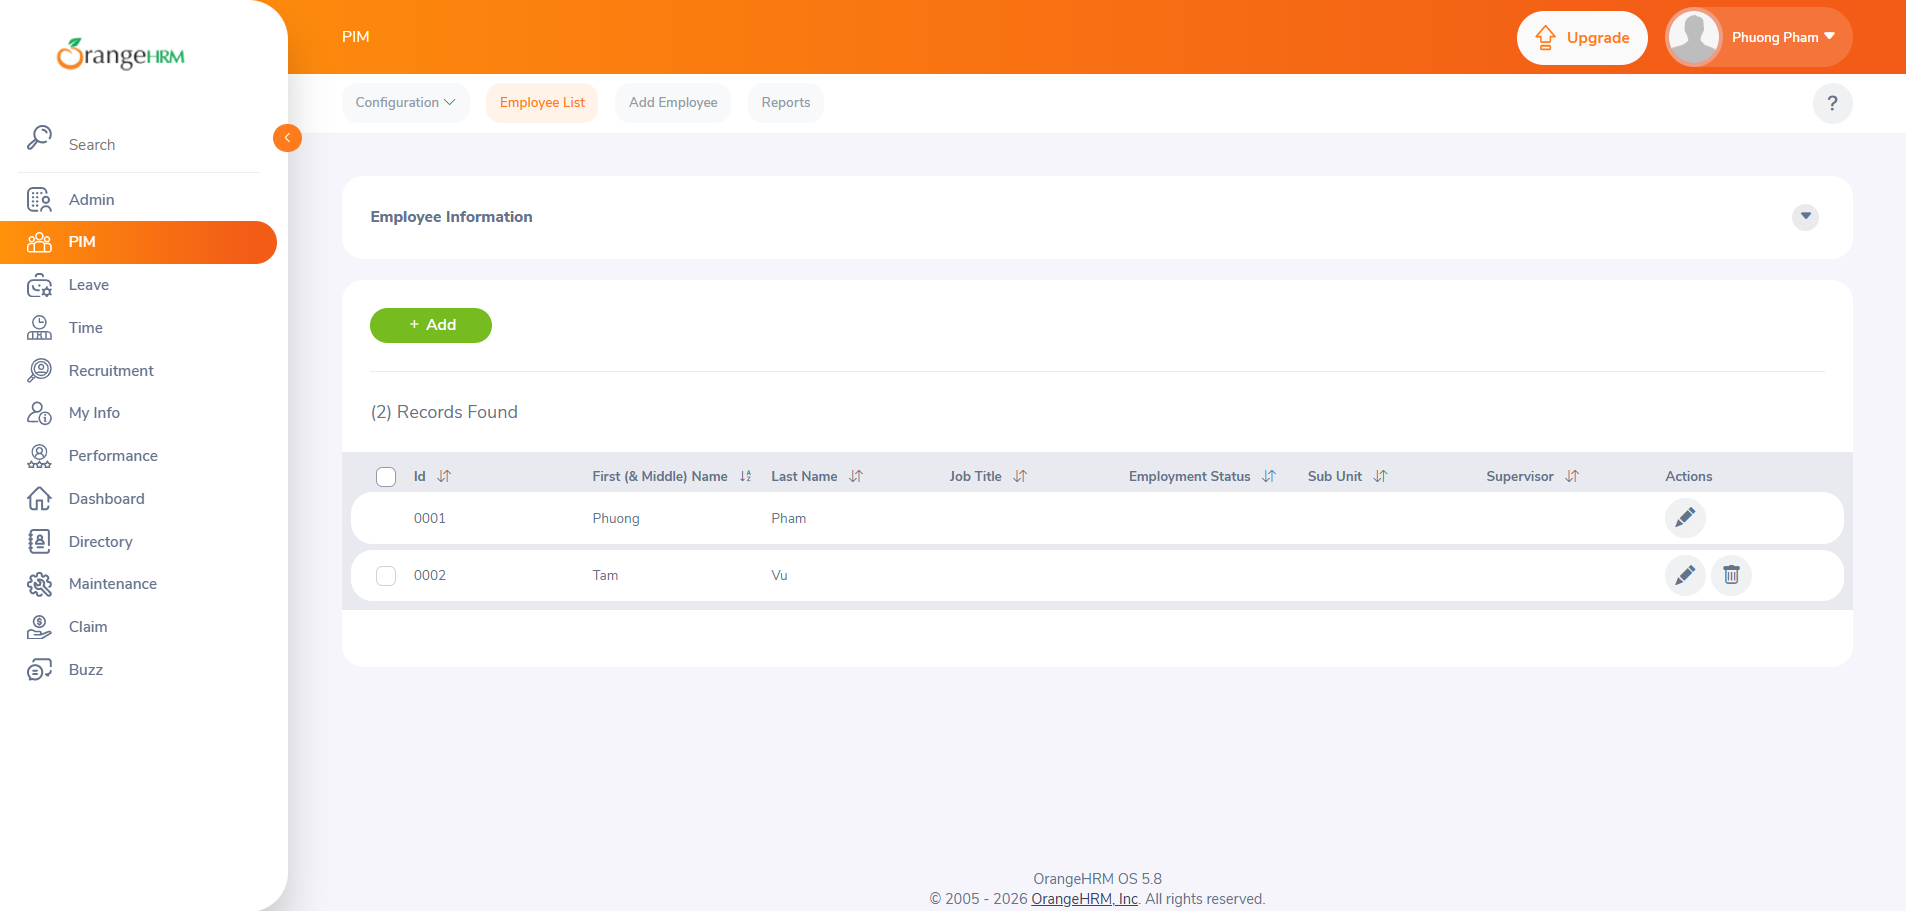 OrangeHRM
PIM
Upgrade
Phuong Pham
Configuration
Employee List
Add Employee
Reports
?
Search
Admin
PIM
Leave
Time
Recruitment
My Info
Performance
Dashboard
Directory
Maintenance
Claim
Buzz
Employee Information
+ Add
(2) Records Found
Id First (& Middle) Name Last Name Job Title Employment Status Sub Unit Supervisor Actions
0001 Phuong Pham
0002 Tam Vu
OrangeHRM OS 5.8
© 2005 - 2026 OrangeHRM, Inc. All rights reserved.